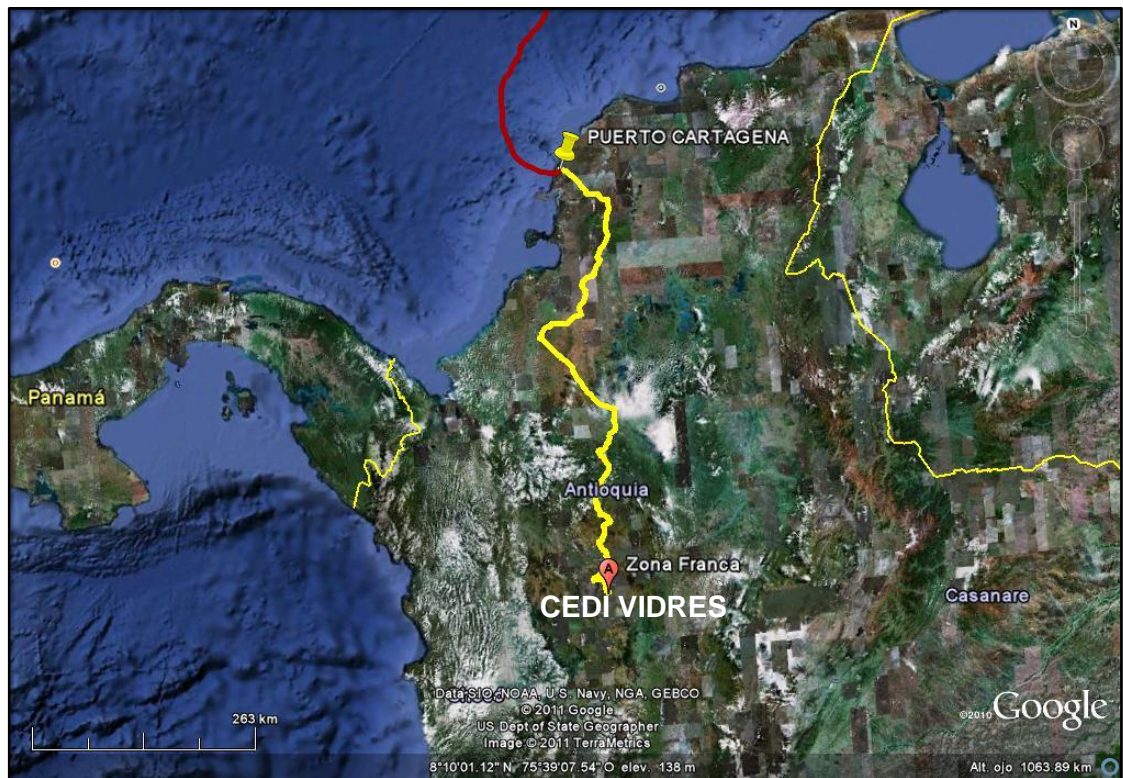 N
PUERTO CARTAGENA
Panamá
Antioquia
A Zona Franca
CEDI VIDRES
Casanare
Data SIO, NOAA, U.S. Navy, NGA, GEBCO
© 2011 Google
US Dept of State Geographer
Image © 2011 TerraMetrics
263 km
©2010 Google
8°10'01.12" N 75°39'07.54" O elev. 138 m
Alt. ojo 1063.89 km